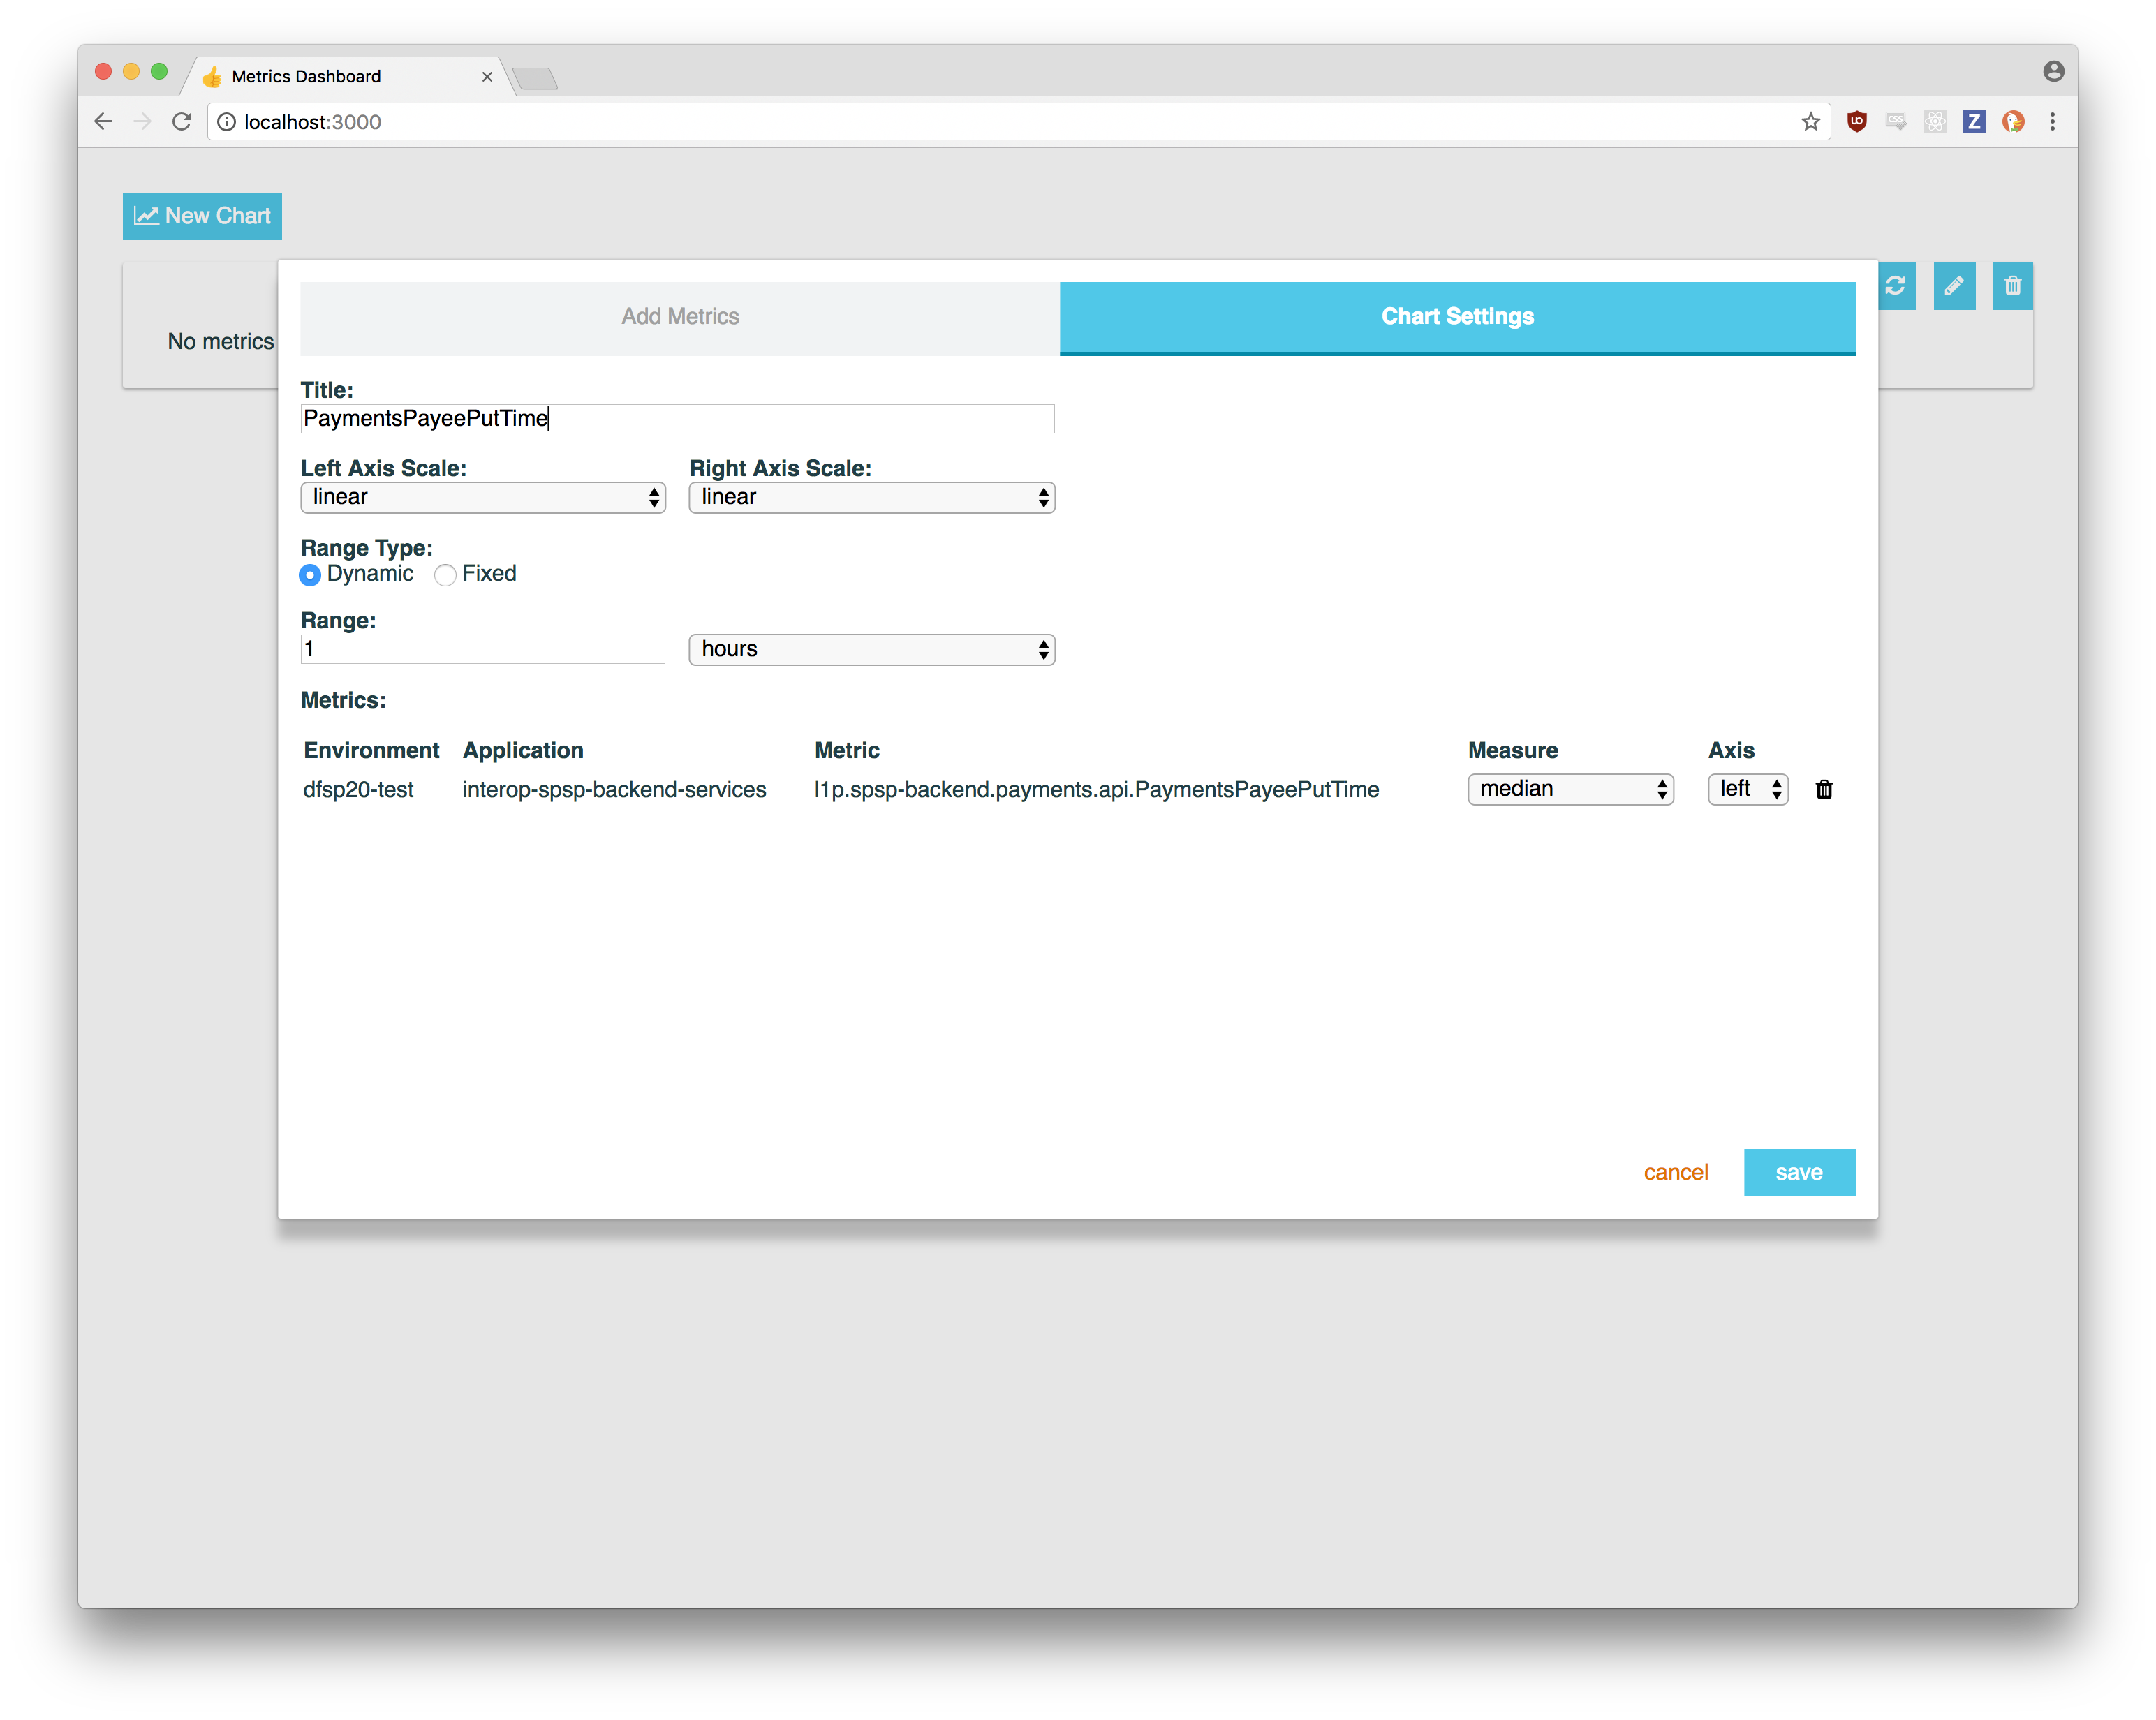 Metrics Dashboard
localhost:3000
CSS
Z
New Chart
No metrics
Add Metrics
Chart Settings
Title:
PaymentsPayeePutTime
Left Axis Scale: Right Axis Scale:
linear linear
Range Type:
Dynamic Fixed
Range:
1 hours
Metrics:
Environment Application Metric Measure Axis
dfsp20-test interop-spsp-backend-services l1p.spsp-backend.payments.api.PaymentsPayeePutTime median left
cancel save